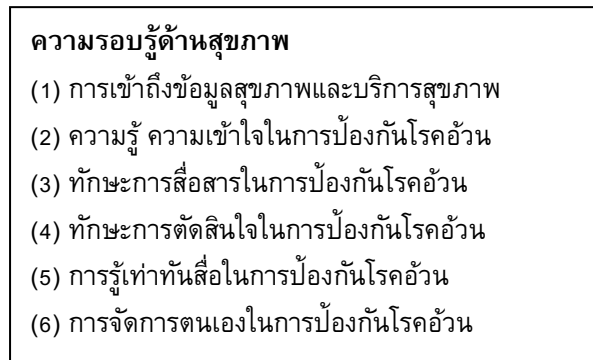 ความรอบรู้ด้านสุขภาพ
(1) การเข้าถึงข้อมูลสุขภาพและบริการสุขภาพ
(2) ความรู้ ความเข้าใจในการป้องกันโรคอ้วน
(3) ทักษะการสื่อสารในการป้องกันโรคอ้วน
(4) ทักษะการตัดสินใจในการป้องกันโรคอ้วน
(5) การรู้เท่าทันสื่อในการป้องกันโรคอ้วน
(6) การจัดการตนเองในการป้องกันโรคอ้วน